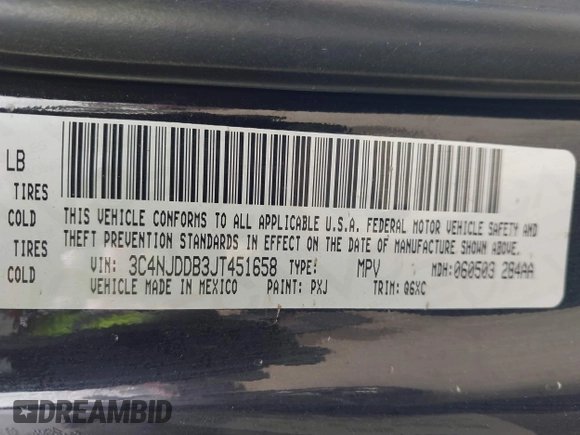 LB
TIRES
COLD
TIRES
COLD
THIS VEHICLE CONFORMS TO ALL APPLICABLE U.S.A. FEDERAL MOTOR VEHICLE SAFETY AND
THEFT PREVENTION STANDARDS IN EFFECT ON THE DATE OF MANUFACTURE SHOWN ABOVE.
VIN: 3C4NJDDB3JT451658 TYPE: MPV MDH:060503 284AA
VEHICLE MADE IN MEXICO PAINT: PXJ TRIM: Q6XC
DREAMBID